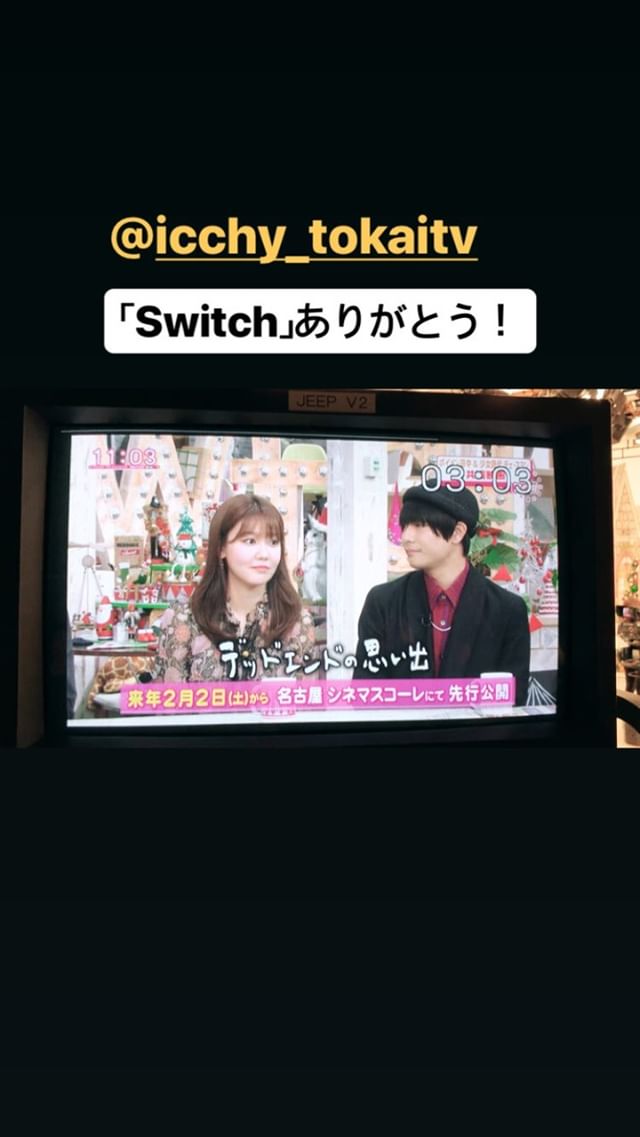 @icchy_tokaitv
「Switch」ありがとう！
JEEP V2
11:03
03:03
デッドエンドの思い出
来年2月2日(土)から 名古屋 シネマスコーレにて 先行公開